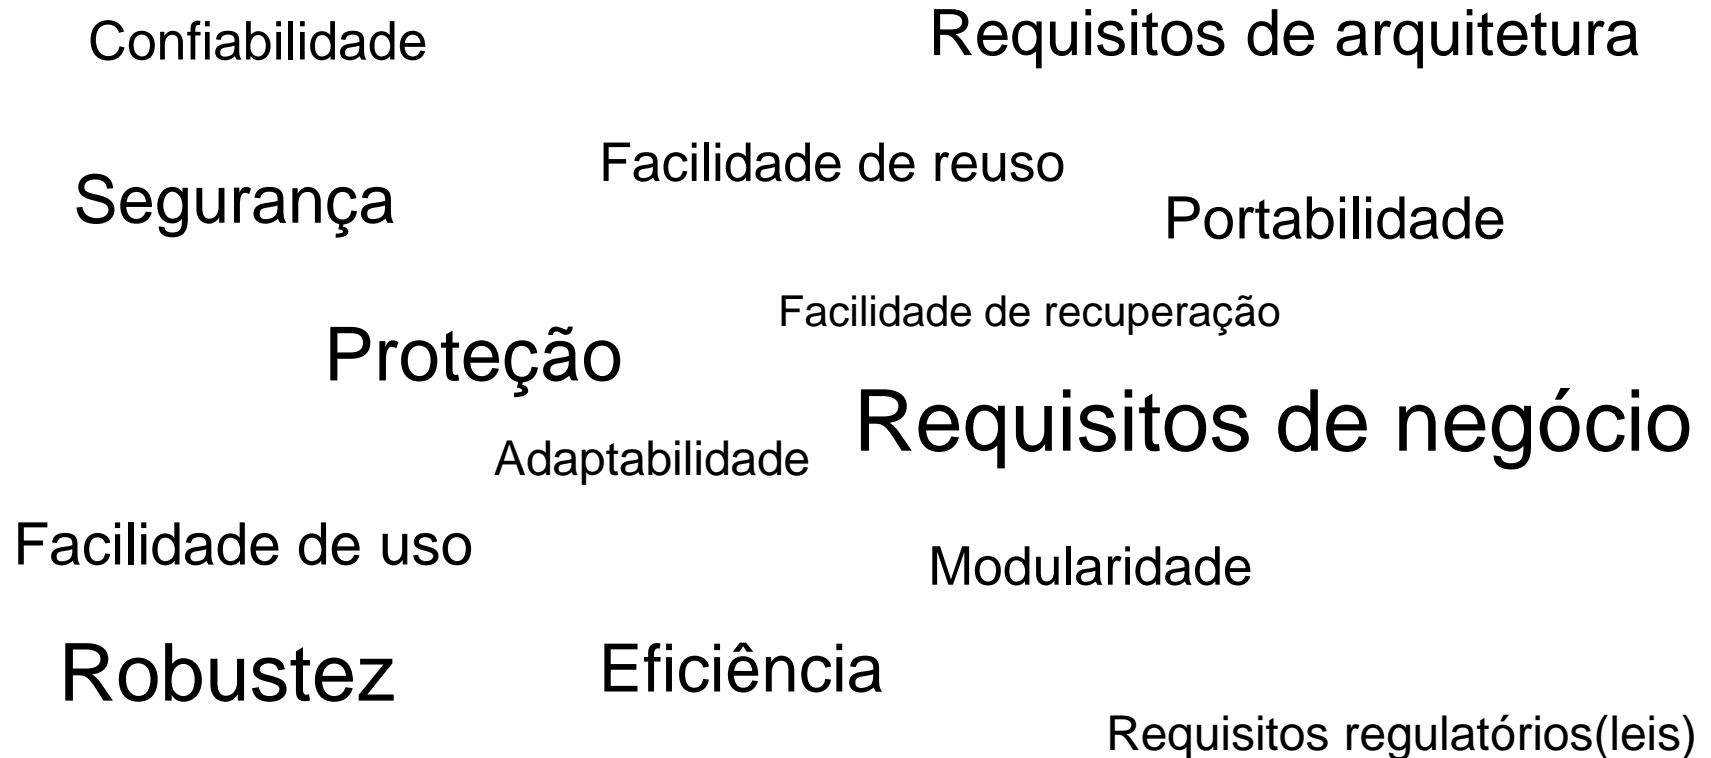 Confiabilidade
Requisitos de arquitetura
Facilidade de reuso
Segurança
Portabilidade
Facilidade de recuperação
Proteção
Requisitos de negócio
Adaptabilidade
Facilidade de uso
Modularidade
Robustez
Eficiência
Requisitos regulatórios(leis)